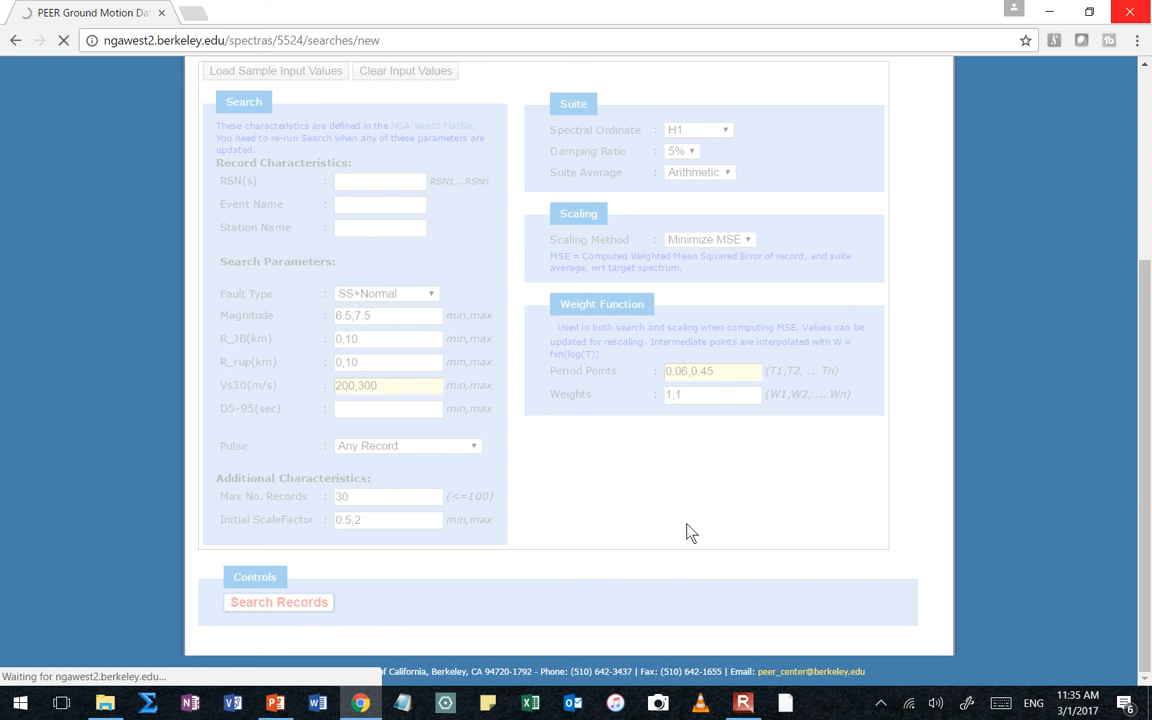 PEER Ground Motion Da
ngawest2.berkeley.edu/spectras/5524/searches/new
Load Sample Input Values Clear Input Values
Search
These characteristics are defined in the NGA-West2 Flatfile.
You need to re-run Search when any of these parameters are
updated.
Record Characteristics:
RSN(s) : RSN1,..RSNn
Event Name :
Station Name :
Search Parameters:
Fault Type : SS+Normal
Magnitude : 6.5,7.5 min,max
R_JB(km) : 0,10 min,max
R_rup(km) : 0,10 min,max
Vs30(m/s) : 200,300 min,max
D5-95(sec) : min,max
Pulse : Any Record
Additional Characteristics:
Max No. Records : 30 (<=100)
Initial ScaleFactor : 0.5,2 min,max
Suite
Spectral Ordinate : H1
Damping Ratio : 5%
Suite Average : Arithmetic
Scaling
Scaling Method : Minimize MSE
MSE = Computed Weighted Mean Squared Error of record, and suite
average, wrt target spectrum.
Weight Function
Used in both search and scaling when computing MSE. Values can be
updated for rescaling. Intermediate points are interpolated with W =
fxn(log(T))
Period Points : 0.06,0.45 (T1,T2, ... Tn)
Weights : 1,1 (W1,W2, ... Wn)
Controls
Search Records
of California, Berkeley, CA 94720-1792 - Phone: (510) 642-3437 | Fax: (510) 642-1655 | Email: peer_center@berkeley.edu
Waiting for ngawest2.berkeley.edu...
ENG
11:35 AM
3/1/2017
6